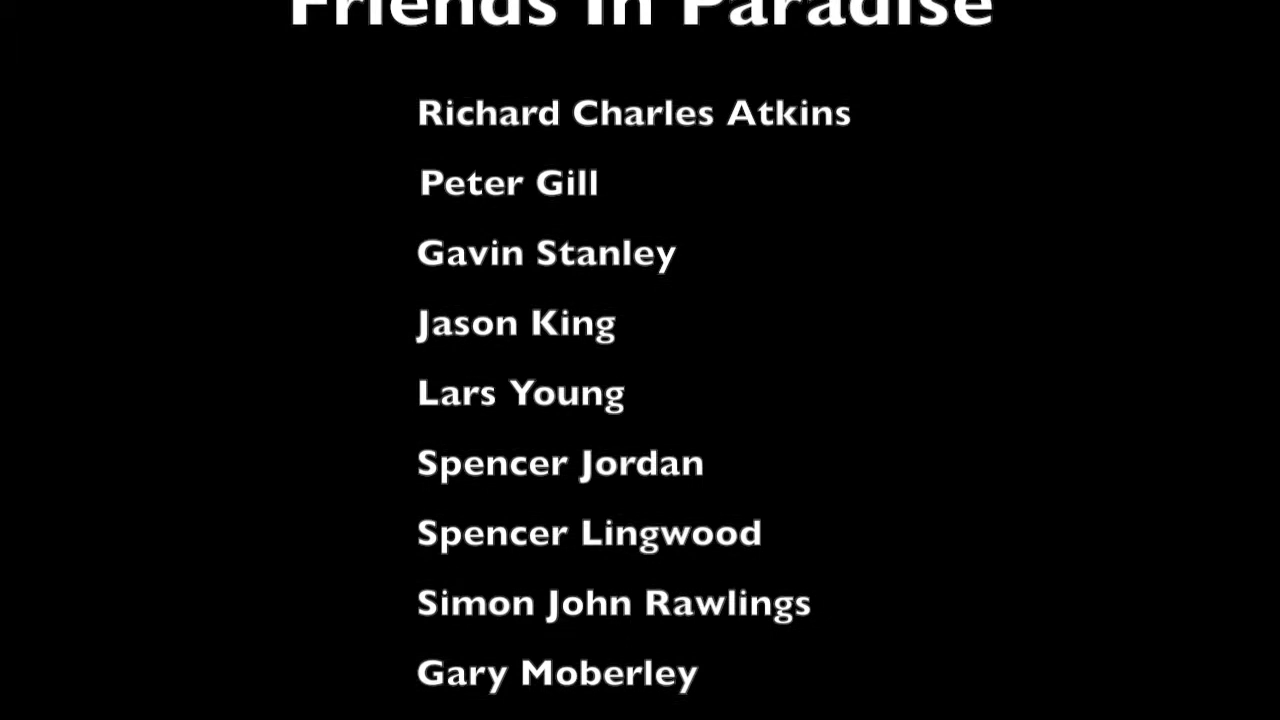 Friends in Paradise
Richard Charles Atkins
Peter Gill
Gavin Stanley
Jason King
Lars Young
Spencer Jordan
Spencer Lingwood
Simon John Rawlings
Gary Moberley